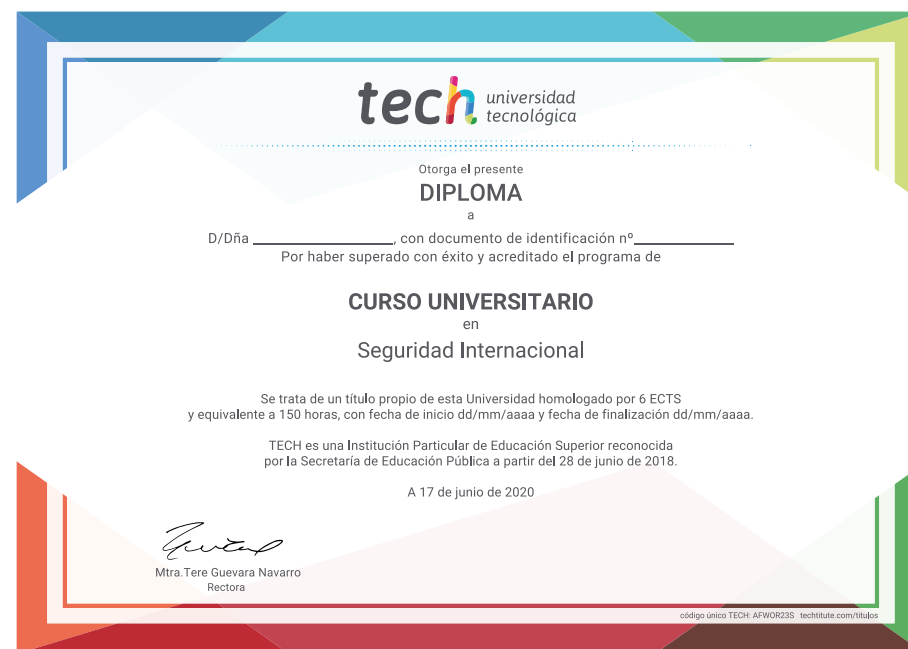 tech universidad
tecnológica
Otorga el presente
DIPLOMA
a
D/Dña ____________, con documento de identificación nº____________
Por haber superado con éxito y acreditado el programa de
CURSO UNIVERSITARIO
en
Seguridad Internacional
Se trata de un título propio de esta Universidad homologado por 6 ECTS
y equivalente a 150 horas, con fecha de inicio dd/mm/aaaa y fecha de finalización dd/mm/aaaa.
TECH es una Institución Particular de Educación Superior reconocida
por la Secretaría de Educación Pública a partir del 28 de junio de 2018.
A 17 de junio de 2020
Mtra.Tere Guevara Navarro
Rectora
código único TECH: AFWOR23S techtitute.com/titulos